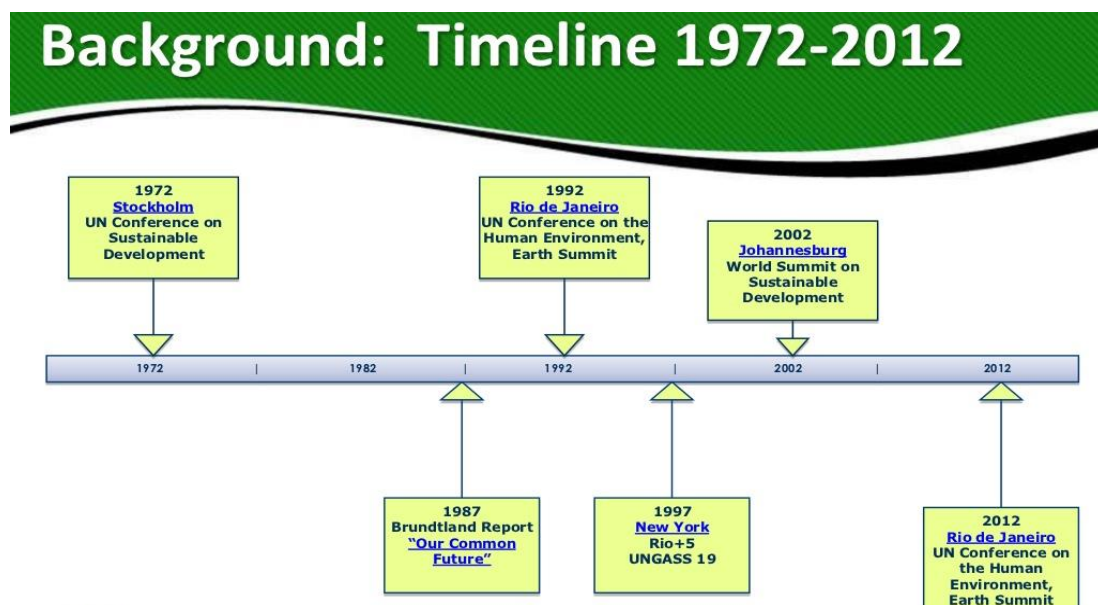 Background: Timeline 1972-2012
1972
Stockholm
UN Conference on
Sustainable
Development
1992
Rio de Janeiro
UN Conference on the
Human Environment,
Earth Summit
2002
Johannesburg
World Summit on
Sustainable
Development
1972 | 1982 | 1992 | 2002 | 2012
1987
Brundtland Report
“Our Common
Future”
1997
New York
Rio+5
UNGASS 19
2012
Rio de Janeiro
UN Conference on
the Human
Environment,
Earth Summit